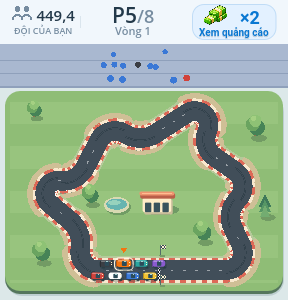 449,4
ĐỘI CỦA BẠN
P5/8
Vòng 1
×2
Xem quảng cáo